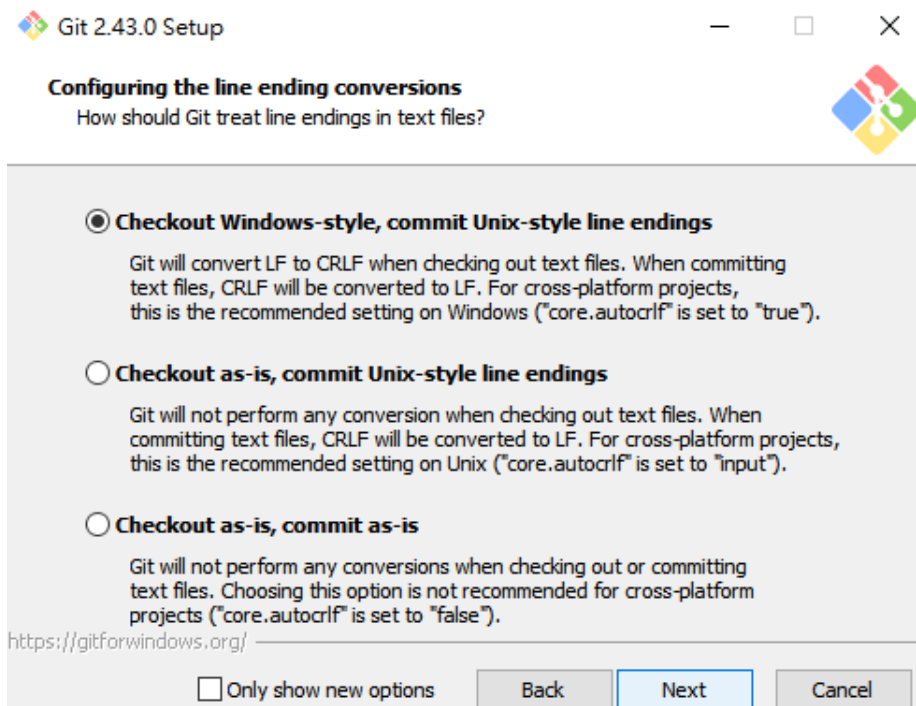 Git 2.43.0 Setup
Configuring the line ending conversions
How should Git treat line endings in text files?
Checkout Windows-style, commit Unix-style line endings
Git will convert LF to CRLF when checking out text files. When committing
text files, CRLF will be converted to LF. For cross-platform projects,
this is the recommended setting on Windows ("core.autocrlf" is set to "true").
Checkout as-is, commit Unix-style line endings
Git will not perform any conversion when checking out text files. When
committing text files, CRLF will be converted to LF. For cross-platform projects,
this is the recommended setting on Unix ("core.autocrlf" is set to "input").
Checkout as-is, commit as-is
Git will not perform any conversions when checking out or committing
text files. Choosing this option is not recommended for cross-platform
projects ("core.autocrlf" is set to "false").
https://gitforwindows.org/
Only show new options Back Next Cancel